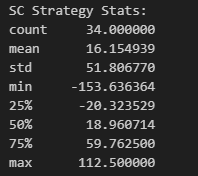 SC Strategy Stats:
count 34.000000
mean 16.154939
std 51.806770
min -153.636364
25% -20.323529
50% 18.960714
75% 59.762500
max 112.500000